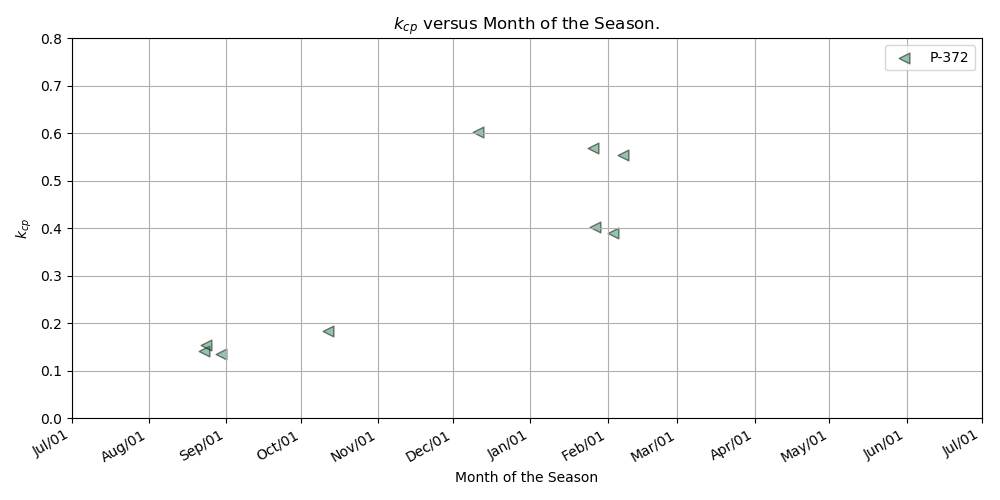 k_cp versus Month of the Season.
P-372
0.8
0.7
0.6
0.5
0.4
0.3
0.2
0.1
0.0
k_cp
Jul/01
Aug/01
Sep/01
Oct/01
Nov/01
Dec/01
Jan/01
Feb/01
Mar/01
Apr/01
May/01
Jun/01
Jul/01
Month of the Season